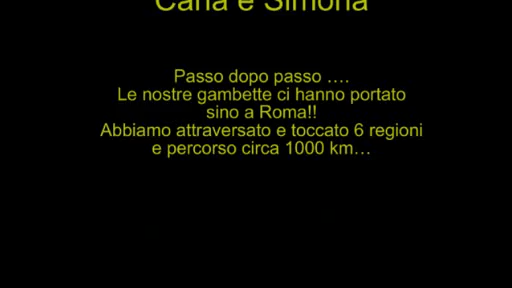 Carla e Simona
Passo dopo passo ....
Le nostre gambette ci hanno portato
sino a Roma!!
Abbiamo attraversato e toccato 6 regioni
e percorso circa 1000 km…